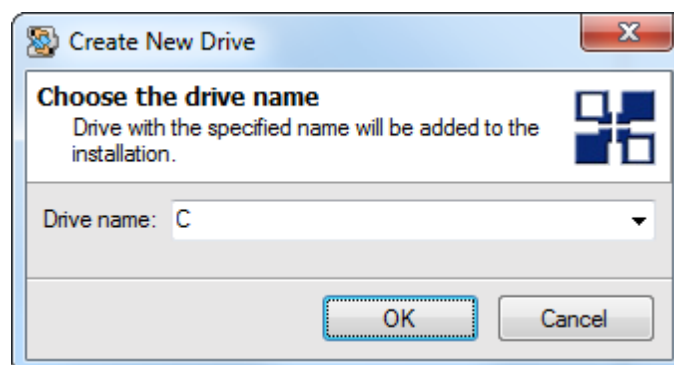 Create New Drive
Choose the drive name
Drive with the specified name will be added to the
installation.
Drive name: C
OK Cancel